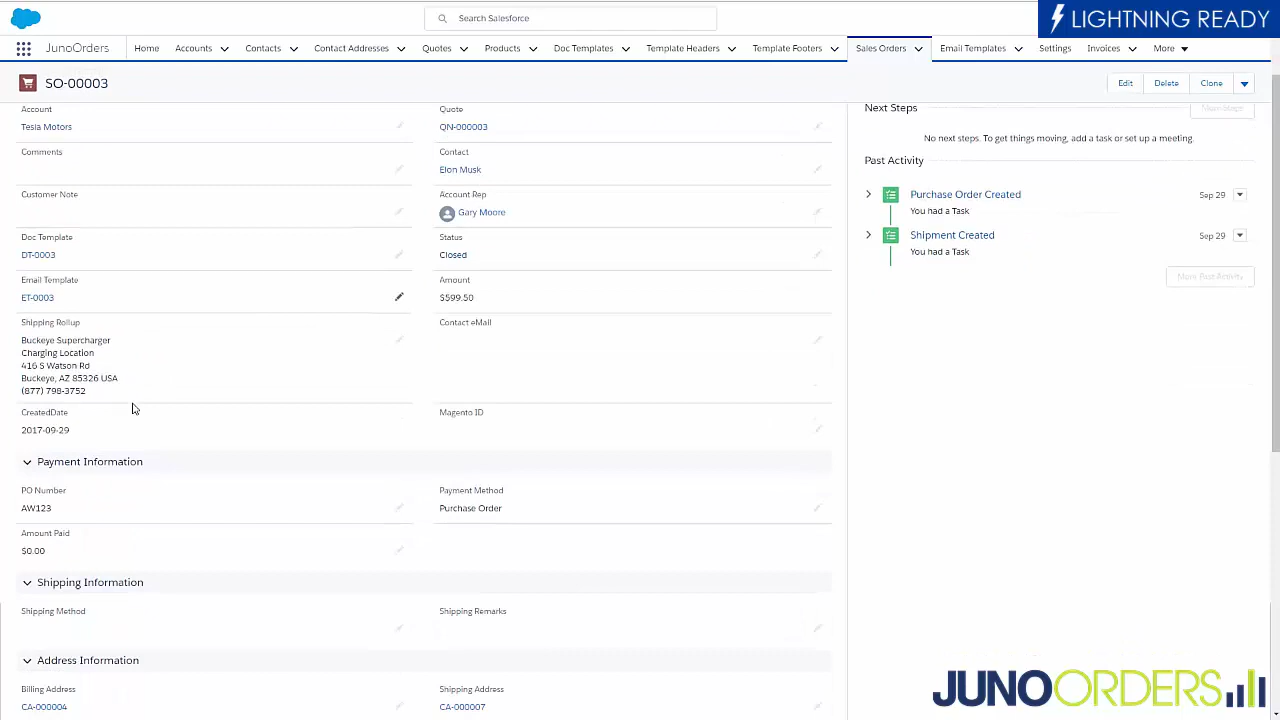 Search Salesforce
LIGHTNING READY
JunoOrders
Home
Accounts
Contacts
Contact Addresses
Quotes
Products
Doc Templates
Template Headers
Template Footers
Sales Orders
Email Templates
Settings
Invoices
More
SO-00003
Edit
Delete
Clone
Account
Tesla Motors
Quote
QN-000003
Comments
Contact
Elon Musk
Customer Note
Account Rep
Gary Moore
Doc Template
DT-0003
Status
Closed
Email Template
ET-0003
Amount
$599.50
Shipping Rollup
Buckeye Supercharger
Charging Location
416 S Watson Rd
Buckeye, AZ 85326 USA
(877) 798-3752
Contact eMail
CreatedDate
2017-09-29
Magento ID
Payment Information
PO Number
AW123
Payment Method
Purchase Order
Amount Paid
$0.00
Shipping Information
Shipping Method
Shipping Remarks
Address Information
Billing Address
CA-000004
Shipping Address
CA-000007
Next Steps
More Steps
No next steps. To get things moving, add a task or set up a meeting.
Past Activity
Purchase Order Created
Sep 29
You had a Task
Shipment Created
Sep 29
You had a Task
More Past Activity
JUNOORDERS